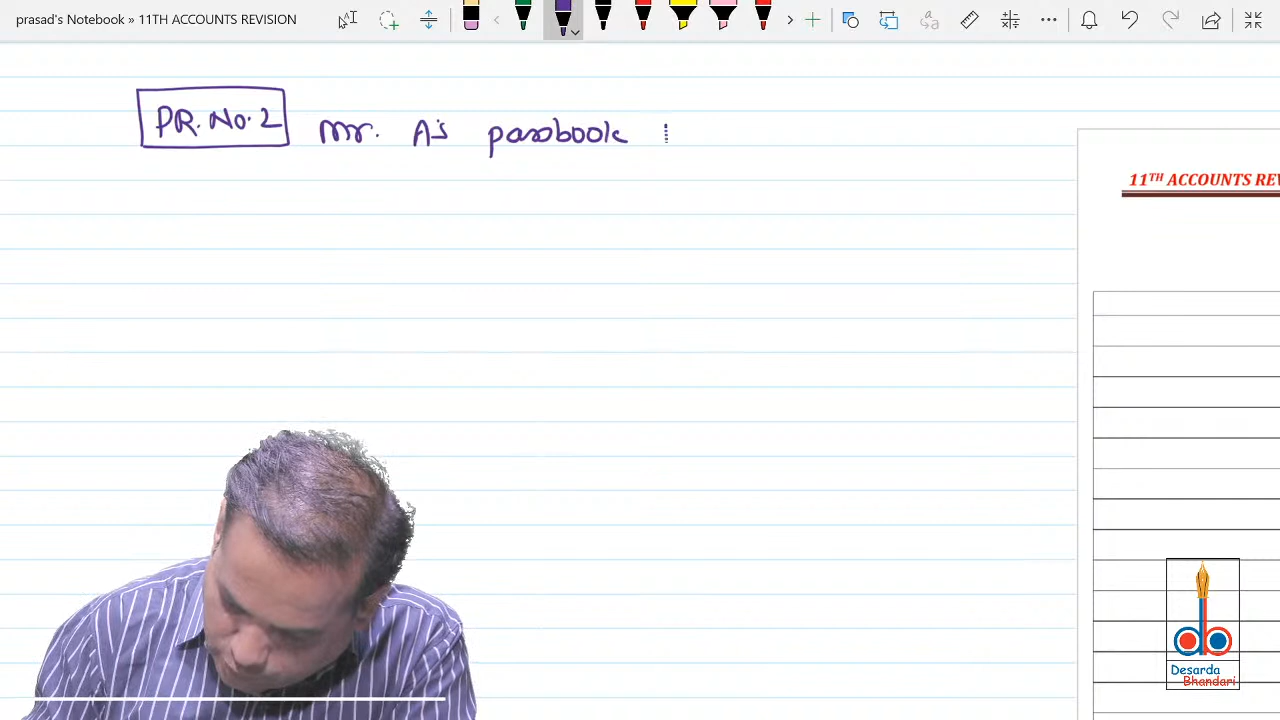 prasad's Notebook » 11TH ACCOUNTS REVISION
PR. No. 2 Mr. A's passbook
11TH ACCOUNTS REV
Desarda
Bhandari